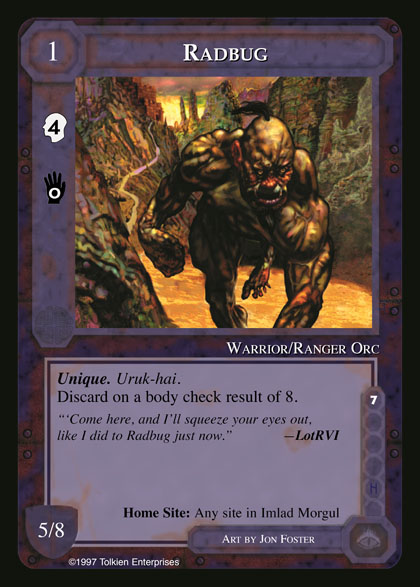 1
RADBUG
4
0
WARRIOR/RANGER ORC
Unique. Uruk-hai.
Discard on a body check result of 8.
7
“‘Come here, and I’ll squeeze your eyes out,
like I did to Radbug just now.” —LotRVI
H
Home Site: Any site in Imlad Morgul
5/8
ART BY JON FOSTER
©1997 Tolkien Enterprises